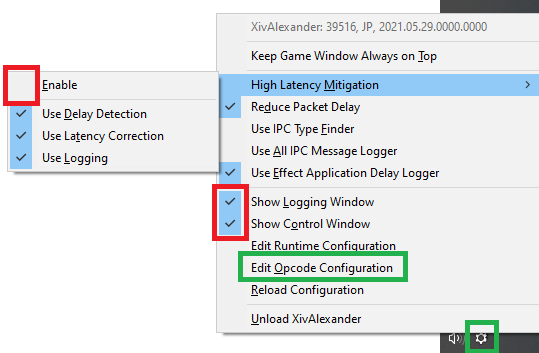 XivAlexander: 39516, JP, 2021.05.29.0000.0000
Keep Game Window Always on Top
High Latency Mitigation
Reduce Packet Delay
Use IPC Type Finder
Use All IPC Message Logger
Use Effect Application Delay Logger
Show Logging Window
Show Control Window
Edit Runtime Configuration
Edit Opcode Configuration
Reload Configuration
Unload XivAlexander
Enable
Use Delay Detection
Use Latency Correction
Use Logging